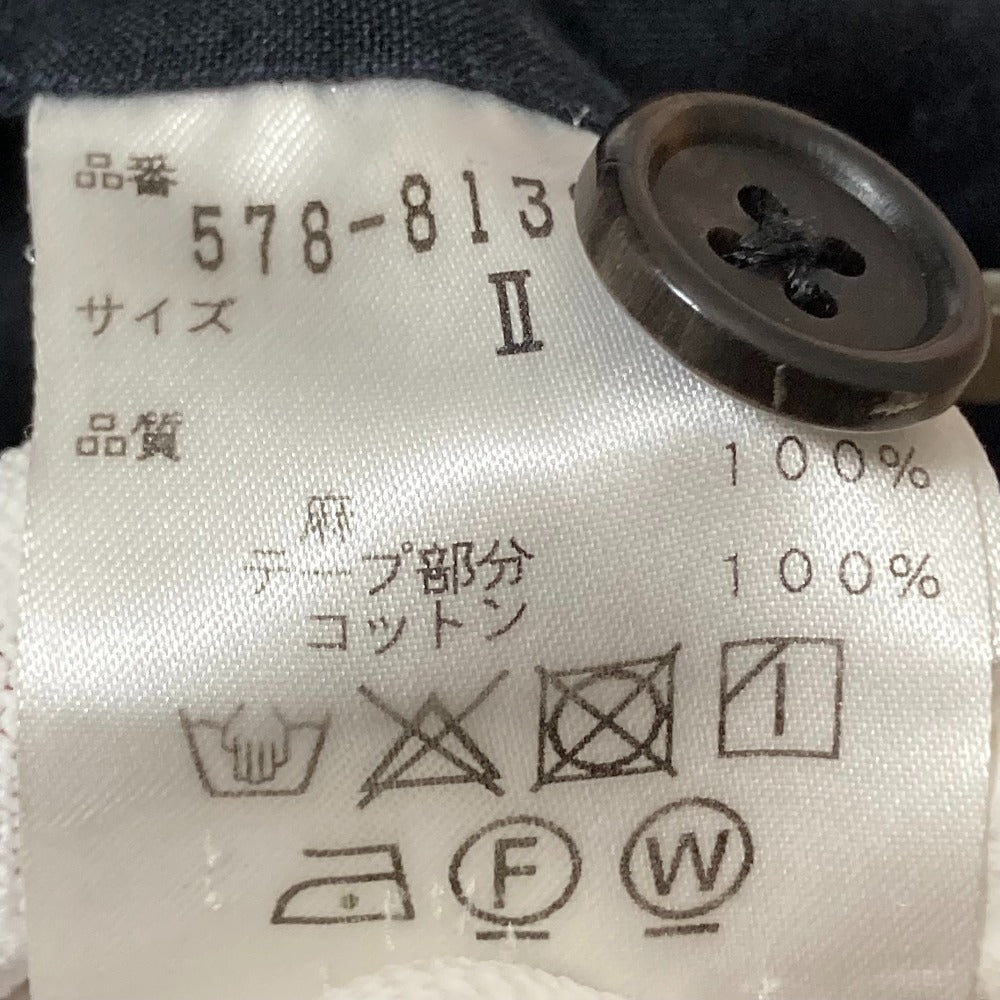 品番
578-813
サイズ Ⅱ
品質
麻 100%
テープ部分
コットン 100%
F W